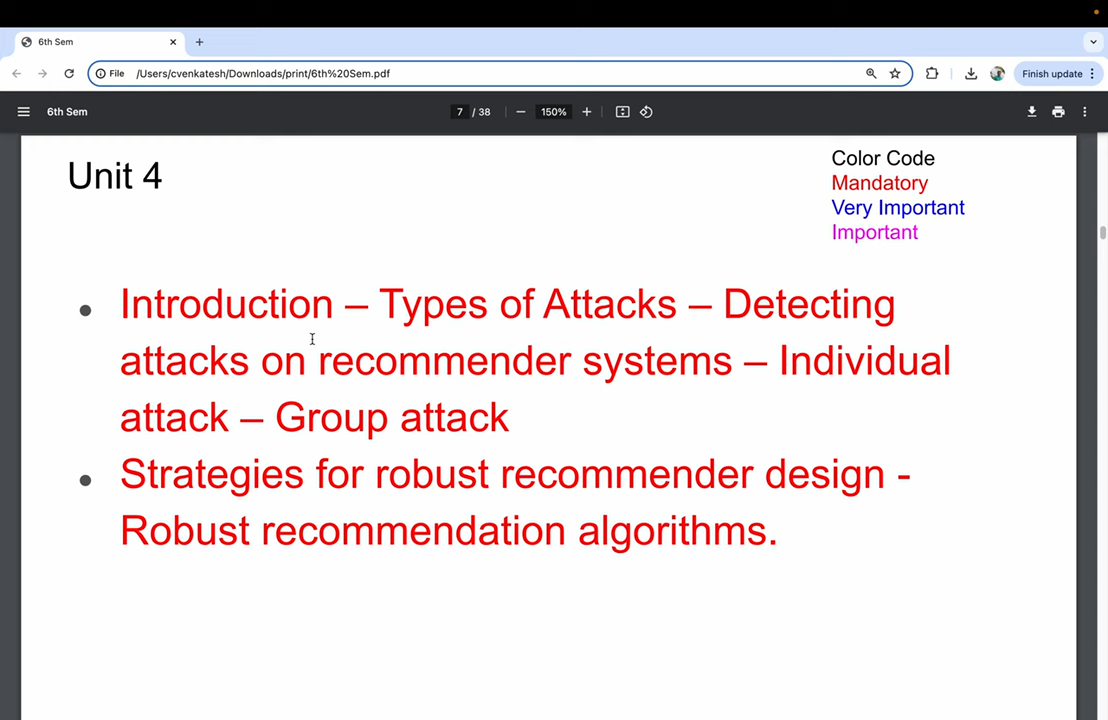 6th Sem
File /Users/cvenkatesh/Downloads/print/6th%20Sem.pdf
Finish update
6th Sem
7 / 38
150%
Unit 4
Color Code
Mandatory
Very Important
Important
● Introduction – Types of Attacks – Detecting
attacks on recommender systems – Individual
attack – Group attack
● Strategies for robust recommender design -
Robust recommendation algorithms.